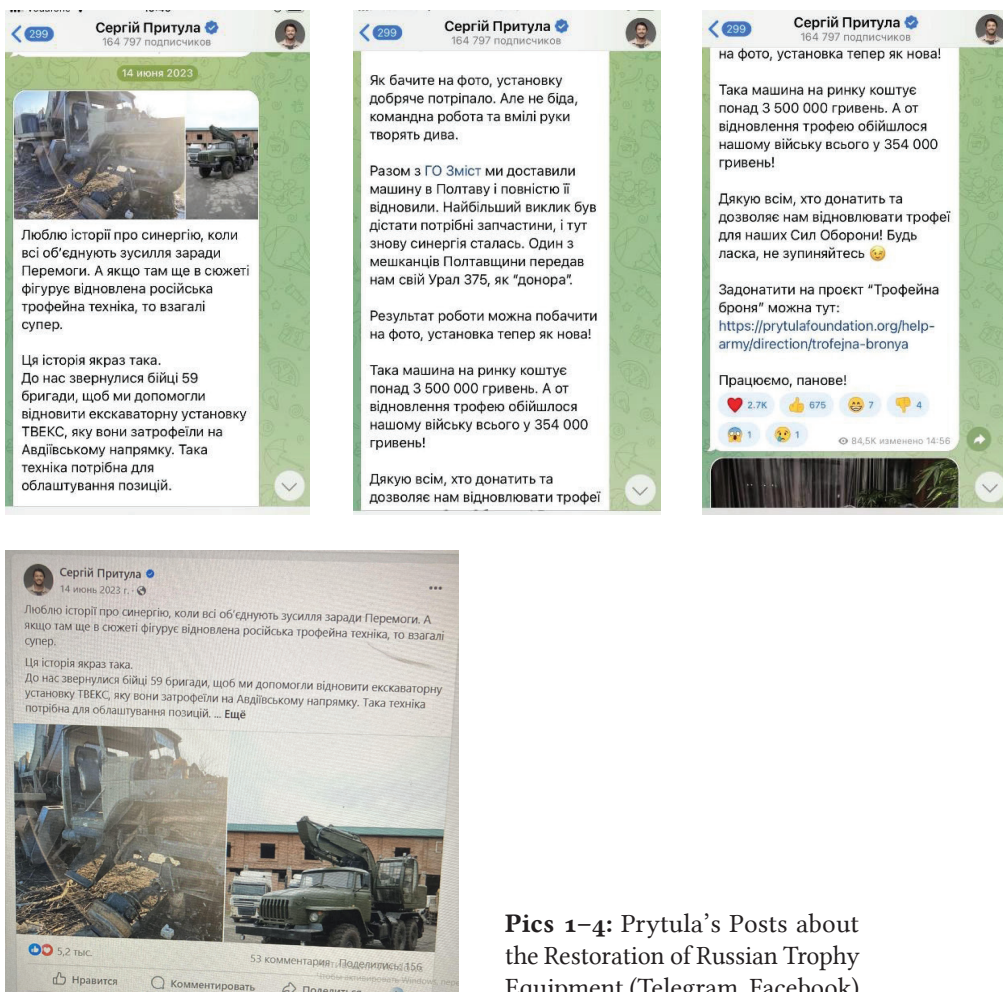 299
Сергій Притула
164 797 подписчиков
14 июня 2023
Люблю історії про синергію, коли
всі об’єднують зусилля заради
Перемоги. А якщо там ще в сюжеті
фігурує відновлена російська
трофейна техніка, то взагалі
супер.
Ця історія якраз така.
До нас звернулися бійці 59
бригади, щоб ми допомогли
відновити екскаваторну установку
ТВЕКС, яку вони затрофеїли на
Авдіївському напрямку. Така
техніка потрібна для
облаштування позицій.
299
Сергій Притула
164 797 подписчиков
Як бачите на фото, установку
добряче потріпало. Але не біда,
командна робота та вмілі руки
творять дива.
Разом з ГО Зміст ми доставили
машину в Полтаву і повністю її
відновили. Найбільший виклик був
дістати потрібні запчастини, і тут
знову синергія сталась. Один з
мешканців Полтавщини передав
нам свій Урал 375, як “донора”.
Результат роботи можна побачити
на фото, установка тепер як нова!
Така машина на ринку коштує
понад 3 500 000 гривень. А от
відновлення трофею обійшлося
нашому війську всього у 354 000
гривень!
Дякую всім, хто донатить та
дозволяє нам відновлювати трофеї
299
Сергій Притула
164 797 подписчиков
на фото, установка тепер як нова!
Така машина на ринку коштує
понад 3 500 000 гривень. А от
відновлення трофею обійшлося
нашому війську всього у 354 000
гривень!
Дякую всім, хто донатить та
дозволяє нам відновлювати трофеї
для наших Сил Оборони! Будь
ласка, не зупиняйтесь
Задонатити на проєкт “Трофейна
броня” можна тут:
https://prytulafoundation.org/help-
army/direction/trofejna-bronya
Працюємо, панове!
2.7K 675 7 4
1 1 84,5K изменено 14:56
Сергій Притула
14 июнь 2023 г.
Люблю історії про синергію, коли всі об’єднують зусилля заради Перемоги. А
якщо там ще в сюжеті фігурує відновлена російська трофейна техніка, то взагалі
супер.
Ця історія якраз така.
До нас звернулися бійці 59 бригади, щоб ми допомогли відновити екскаваторну
установку ТВЕКС, яку вони затрофеїли на Авдіївському напрямку. Така техніка
потрібна для облаштування позицій. ... Ещё
5,2 тыс.
53 комментария Поделились: 156
Нравится Комментировать Поделиться
Pics 1–4: Prytula’s Posts about
the Restoration of Russian Trophy
Equipment (Telegram, Facebook)